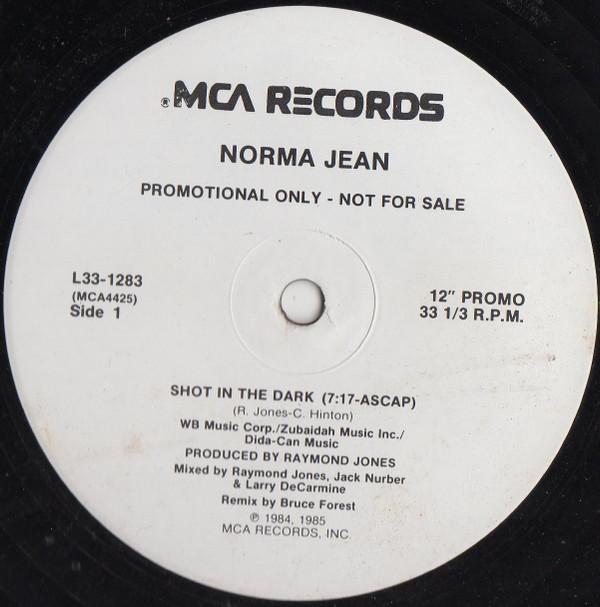 ® MCA RECORDS
NORMA JEAN
PROMOTIONAL ONLY - NOT FOR SALE
L33-1283
(MCA4425)
Side 1
12" PROMO
33 1/3 R.P.M.
SHOT IN THE DARK (7:17-ASCAP)
(R. Jones-C. Hinton)
WB Music Corp./Zubaidah Music Inc./
Dida-Can Music
PRODUCED BY RAYMOND JONES
Mixed by Raymond Jones, Jack Nurber
& Larry DeCarmine
Remix by Bruce Forest
℗ 1984, 1985
MCA RECORDS, INC.